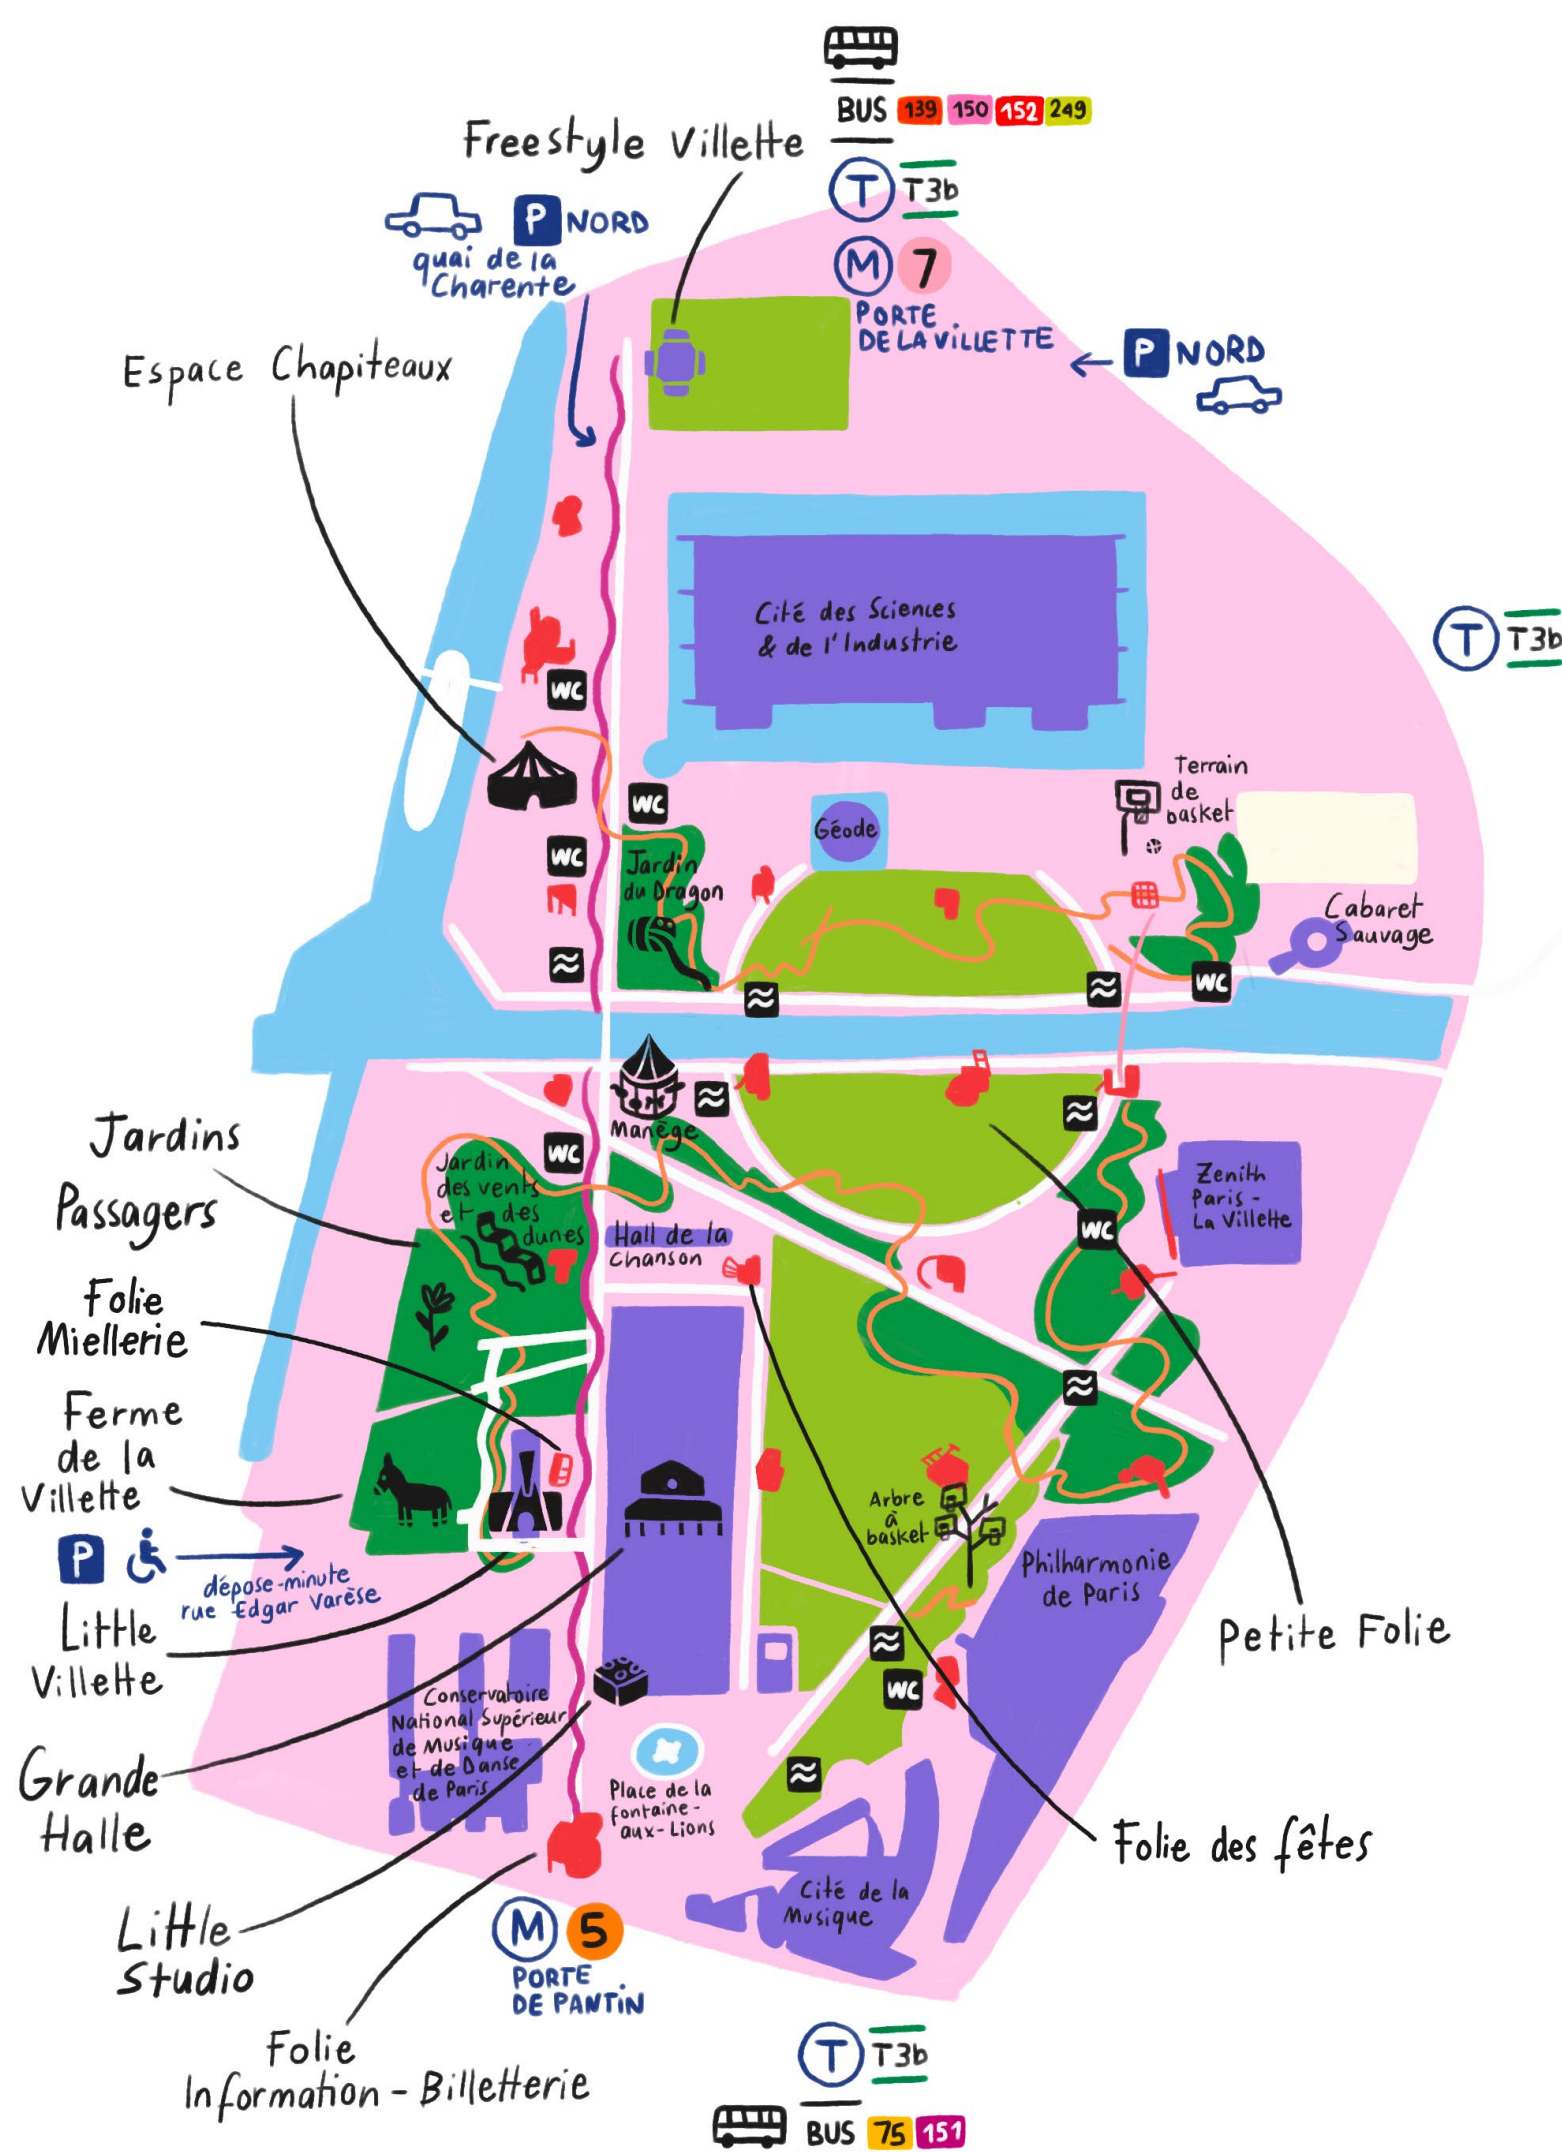 BUS 139 150 152 249
Freestyle Villette
T T3b
P NORD
M 7
quai de la
Charente
PORTE
DE LA VILLETTE
P NORD
Espace Chapiteaux
Cité des Sciences
& de l'Industrie
T T3b
WC
Terrain
de
basket
WC
Géode
WC
Jardin
du Dragon
Cabaret
Sauvage
WC
Jardins
Passagers
Manège
WC
Jardin
des vents
et des
dunes
Zenith
Paris -
La Villette
WC
Hall de la
Chanson
Folie
Miellerie
Ferme
de la
Villette
Arbre
à
basket
P
dépose-minute
rue Edgar Varèse
Philharmonie
de Paris
Little
Villette
Petite Folie
WC
Conservatoire
National Supérieur
de Musique
et de Danse
de Paris
Grande
Halle
Place de la
fontaine-
aux-Lions
Folie des fêtes
Cité de la
Musique
Little
Studio
M 5
PORTE
DE PANTIN
Folie
Information - Billetterie
T T3b
BUS 75 151